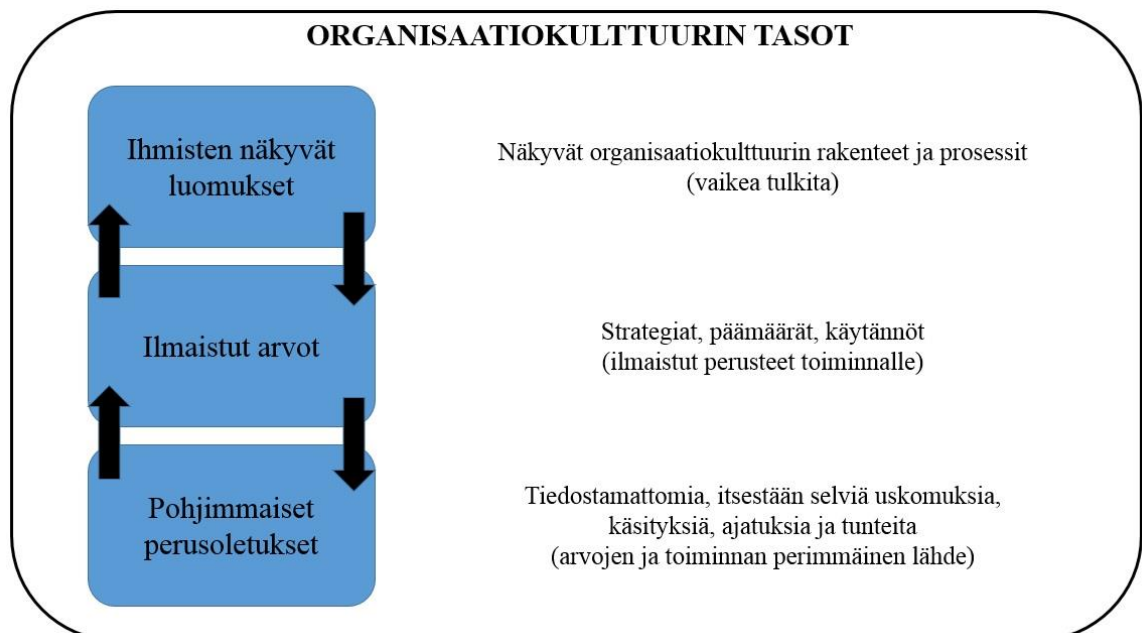 ORGANISAATIOKULTTUURIN TASOT
Ihmisten näkyvät
luomukset
Näkyvät organisaatiokulttuurin rakenteet ja prosessit
(vaikea tulkita)
Ilmaistut arvot
Strategiat, päämäärät, käytännöt
(ilmaistut perusteet toiminnalle)
Pohjimmaiset
perusoletukset
Tiedostamattomia, itsestään selviä uskomuksia,
käsityksiä, ajatuksia ja tunteita
(arvojen ja toiminnan perimmäinen lähde)